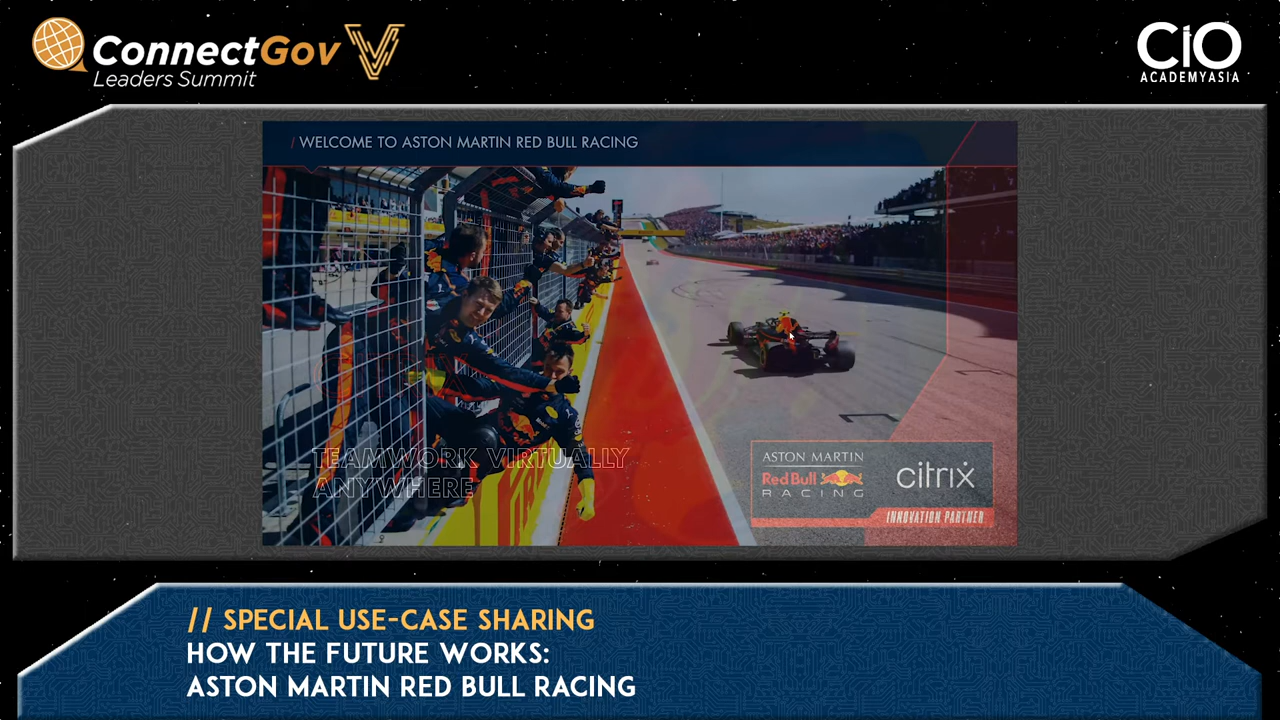 ConnectGov V
Leaders Summit
CIO
ACADEMYASIA
/ WELCOME TO ASTON MARTIN RED BULL RACING
TEAMWORK VIRTUALLY
ANYWHERE
ASTON MARTIN
Red Bull
RACING
citrix
INNOVATION PARTNER
// SPECIAL USE-CASE SHARING
HOW THE FUTURE WORKS:
ASTON MARTIN RED BULL RACING